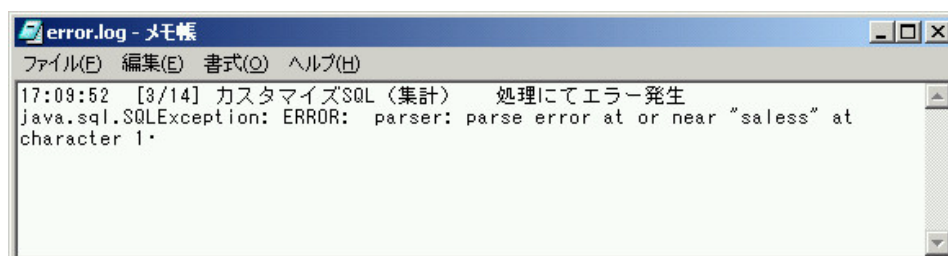 error.log - メモ帳
ファイル(F) 編集(E) 書式(O) ヘルプ(H)
17:09:52 [3/14] カスタマイズSQL（集計） 処理にてエラー発生
java.sql.SQLException: ERROR: parser: parse error at or near "saless" at
character 1･